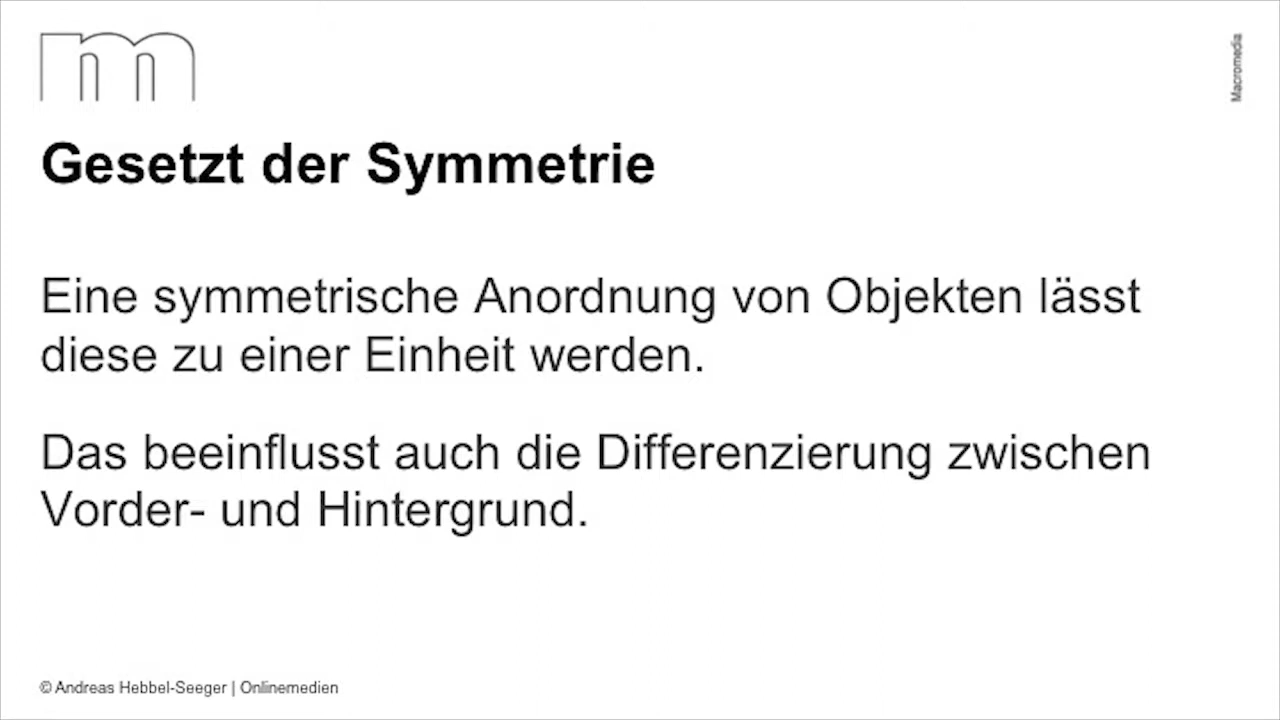 m
Macromedia
Gesetzt der Symmetrie
Eine symmetrische Anordnung von Objekten lässt
diese zu einer Einheit werden.
Das beeinflusst auch die Differenzierung zwischen
Vorder- und Hintergrund.
© Andreas Hebbel-Seeger | Onlinemedien